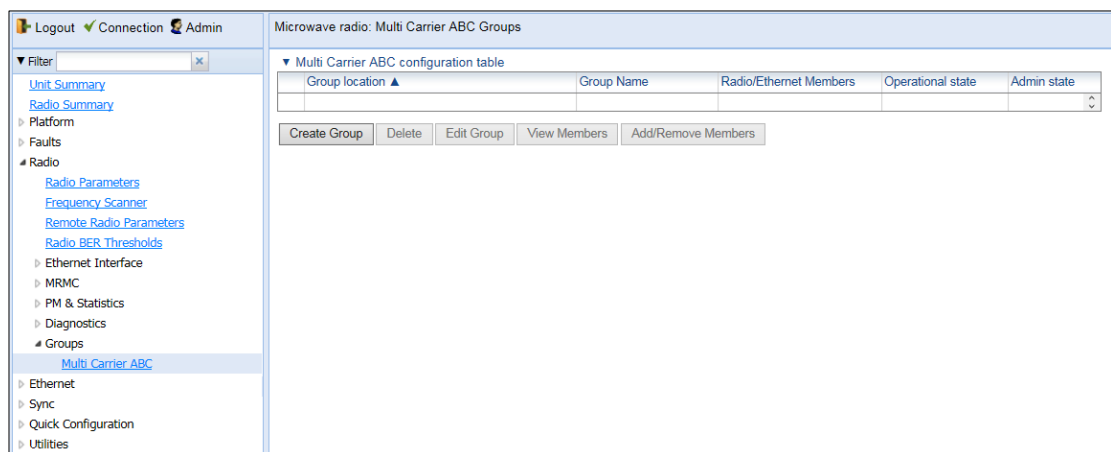 Logout Connection Admin
Microwave radio: Multi Carrier ABC Groups
▼ Filter
Unit Summary
Radio Summary
Platform
Faults
Radio
Radio Parameters
Frequency Scanner
Remote Radio Parameters
Radio BER Thresholds
Ethernet Interface
MRMC
PM & Statistics
Diagnostics
Groups
Multi Carrier ABC
Ethernet
Sync
Quick Configuration
Utilities
▼ Multi Carrier ABC configuration table
Group location ▲ Group Name Radio/Ethernet Members Operational state Admin state
Create Group Delete Edit Group View Members Add/Remove Members